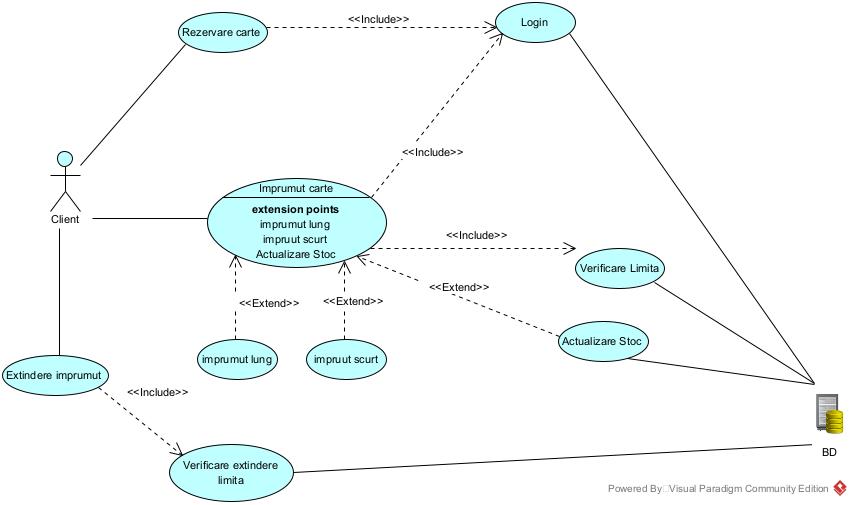 Rezervare carte
<<Include>>
Login
<<Include>>
Client
Imprumut carte
extension points
imprumut lung
impruut scurt
Actualizare Stoc
<<Include>>
Verificare Limita
<<Extend>>
<<Extend>>
<<Extend>>
Actualizare Stoc
imprumut lung
impruut scurt
Extindere imprumut
<<Include>>
Verificare extindere
limita
BD
Powered By Visual Paradigm Community Edition